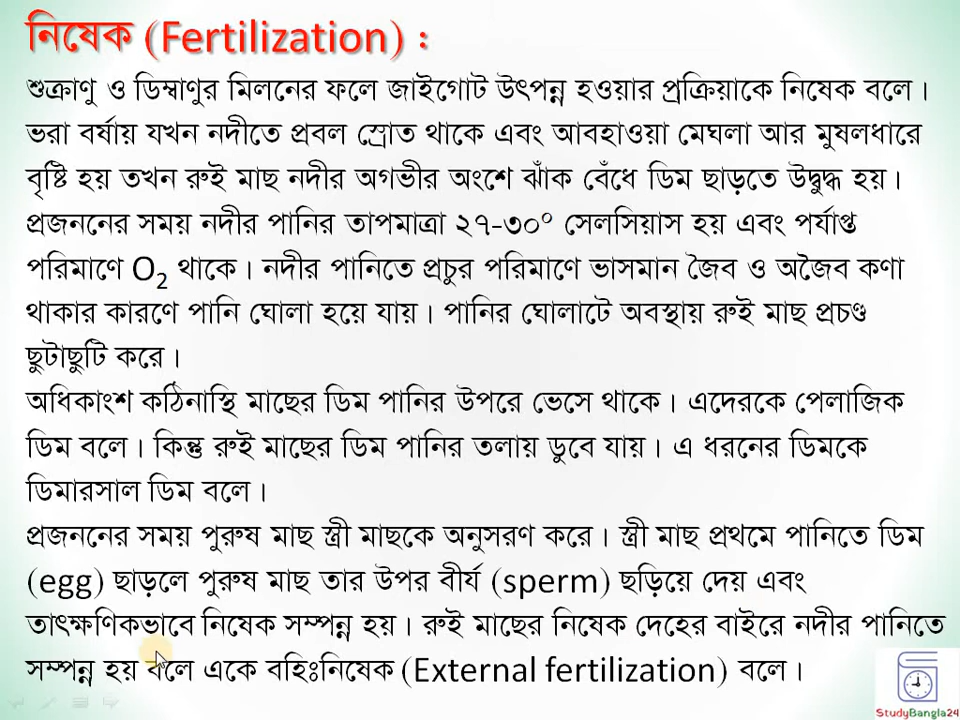 নিষেক (Fertilization) :
শুক্রাণু ও ডিম্বাণুর মিলনের ফলে জাইগোট উৎপন্ন হওয়ার প্রক্রিয়াকে নিষেক বলে।
ভরা বর্ষায় যখন নদীতে প্রবল স্রোত থাকে এবং আবহাওয়া মেঘলা আর মুষলধারে
বৃষ্টি হয় তখন রুই মাছ নদীর অগভীর অংশে ঝাঁক বেঁধে ডিম ছাড়তে উদ্বুদ্ধ হয়।
প্রজননের সময় নদীর পানির তাপমাত্রা ২৭-৩০° সেলসিয়াস হয় এবং পর্যাপ্ত
পরিমাণে O₂ থাকে। নদীর পানিতে প্রচুর পরিমাণে ভাসমান জৈব ও অজৈব কণা
থাকার কারণে পানি ঘোলা হয়ে যায়। পানির ঘোলাটে অবস্থায় রুই মাছ প্রচণ্ড
ছুটাছুটি করে।
অধিকাংশ কঠিনাস্থি মাছের ডিম পানির উপরে ভেসে থাকে। এদেরকে পেলাজিক
ডিম বলে। কিন্তু রুই মাছের ডিম পানির তলায় ডুবে যায়। এ ধরনের ডিমকে
ডিমারসাল ডিম বলে।
প্রজননের সময় পুরুষ মাছ স্ত্রী মাছকে অনুসরণ করে। স্ত্রী মাছ প্রথমে পানিতে ডিম
(egg) ছাড়লে পুরুষ মাছ তার উপর বীর্য (sperm) ছড়িয়ে দেয় এবং
তাৎক্ষণিকভাবে নিষেক সম্পন্ন হয়। রুই মাছের নিষেক দেহের বাইরে নদীর পানিতে
সম্পন্ন হয় বলে একে বহিঃনিষেক (External fertilization) বলে।
StudyBangla24